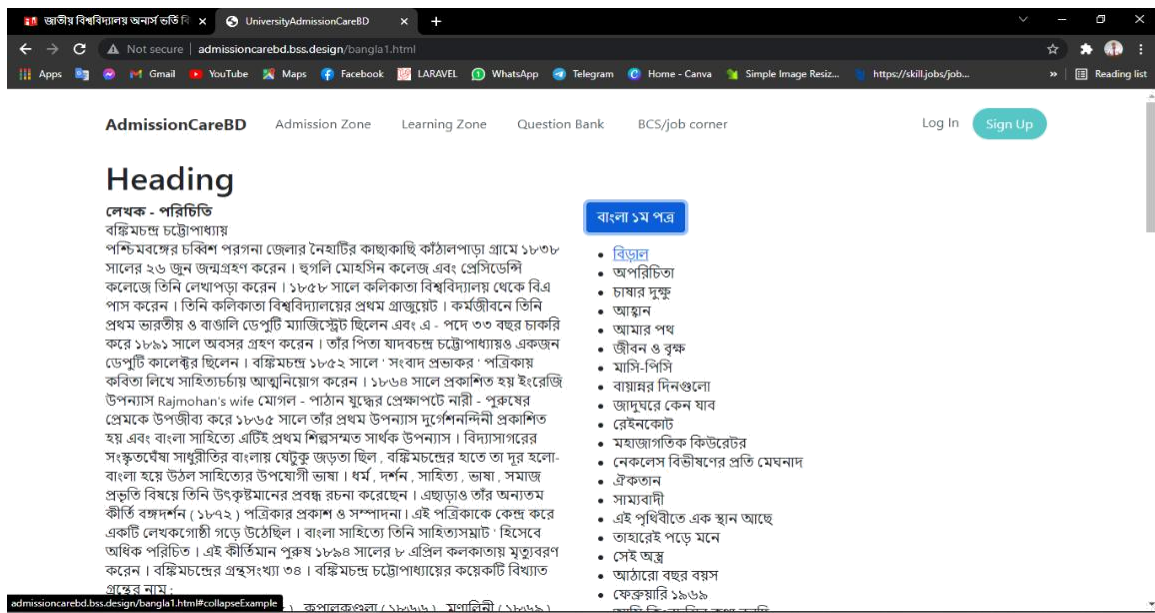 জাতীয় বিশ্ববিদ্যালয় অনার্স ভর্তি বি
UniversityAdmissionCareBD
Not secure | admissioncarebd.bss.design/bangla1.html
Apps Gmail YouTube Maps Facebook LARAVEL WhatsApp Telegram Home - Canva Simple Image Resiz... https://skill.jobs/job... » Reading list
AdmissionCareBD Admission Zone Learning Zone Question Bank BCS/job corner Log In Sign Up
Heading
লেখক - পরিচিতি
বঙ্কিমচন্দ্র চট্টোপাধ্যায়
পশ্চিমবঙ্গের চব্বিশ পরগনা জেলার নৈহাটির কাছাকাছি কাঁঠালপাড়া গ্রামে ১৮৩৮
সালের ২৬ জুন জন্মগ্রহণ করেন । হুগলি মোহসিন কলেজ এবং প্রেসিডেন্সি
কলেজে তিনি লেখাপড়া করেন । ১৮৫৮ সালে কলিকাতা বিশ্ববিদ্যালয় থেকে বিএ
পাস করেন । তিনি কলিকাতা বিশ্ববিদ্যালয়ের প্রথম গ্রাজুয়েট । কর্মজীবনে তিনি
প্রথম ভারতীয় ও বাঙালি ডেপুটি ম্যাজিস্ট্রেট ছিলেন এবং এ - পদে ৩৩ বছর চাকরি
করে ১৮৯১ সালে অবসর গ্রহণ করেন । তাঁর পিতা যাদবচন্দ্র চট্টোপাধ্যায়ও একজন
ডেপুটি কালেক্টর ছিলেন । বঙ্কিমচন্দ্র ১৮৫২ সালে ' সংবাদ প্রভাকর ' পত্রিকায়
কবিতা লিখে সাহিত্যচর্চায় আত্মনিয়োগ করেন । ১৮৬৪ সালে প্রকাশিত হয় ইংরেজি
উপন্যাস Rajmohan's wife মোগল - পাঠান যুদ্ধের প্রেক্ষাপটে নারী - পুরুষের
প্রেমকে উপজীব্য করে ১৮৬৫ সালে তাঁর প্রথম উপন্যাস দুর্গেশনন্দিনী প্রকাশিত
হয় এবং বাংলা সাহিত্যে এটিই প্রথম শিল্পসম্মত সার্থক উপন্যাস । বিদ্যাসাগরের
সংস্কৃতঘেঁষা সাধুরীতির বাংলায় যেটুকু জড়তা ছিল , বঙ্কিমচন্দ্রের হাতে তা দূর হলো-
বাংলা হয়ে উঠল সাহিত্যের উপযোগী ভাষা । ধর্ম , দর্শন , সাহিত্য , ভাষা , সমাজ
প্রভৃতি বিষয়ে তিনি উৎকৃষ্টমানের প্রবন্ধ রচনা করেছেন । এছাড়াও তাঁর অন্যতম
কীর্তি বঙ্গদর্শন ( ১৮৭২ ) পত্রিকার প্রকাশ ও সম্পাদনা । এই পত্রিকাকে কেন্দ্র করে
একটি লেখকগোষ্ঠী গড়ে উঠেছিল । বাংলা সাহিত্যে তিনি সাহিত্যসম্রাট ' হিসেবে
অধিক পরিচিত । এই কীর্তিমান পুরুষ ১৮৯৪ সালের ৮ এপ্রিল কলকাতায় মৃত্যুবরণ
করেন । বঙ্কিমচন্দ্রের গ্রন্থসংখ্যা ৩৪ । বঙ্কিমচন্দ্র চট্টোপাধ্যায়ের কয়েকটি বিখ্যাত
গ্রন্থের নাম :
) , কপালকুণ্ডলা ( ১৮৬৬ ) , মৃণালিনী ( ১৮৬৯ )
বাংলা ১ম পত্র
বিড়াল
অপরিচিতা
চাষার দুক্ষু
আহ্বান
আমার পথ
জীবন ও বৃক্ষ
মাসি-পিসি
বায়ান্নর দিনগুলো
জাদুঘরে কেন যাব
রেইনকোট
মহাজাগতিক কিউরেটর
নেকলেস বিভীষণের প্রতি মেঘনাদ
ঐকতান
সাম্যবাদী
এই পৃথিবীতে এক স্থান আছে
তাহারেই পড়ে মনে
সেই অস্ত্র
আঠারো বছর বয়স
ফেব্রুয়ারি ১৯৬৯
admissioncarebd.bss.design/bangla1.html#collapseExample